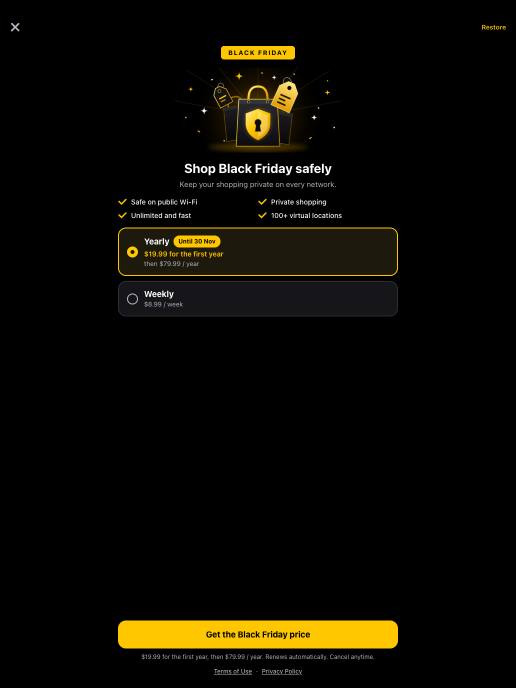 Restore
BLACK FRIDAY
Shop Black Friday safely
Keep your shopping private on every network.
Safe on public Wi-Fi
Private shopping
Unlimited and fast
100+ virtual locations
Yearly Until 30 Nov
$19.99 for the first year
then $79.99 / year
Weekly
$8.99 / week
Get the Black Friday price
$19.99 for the first year, then $79.99 / year. Renews automatically. Cancel anytime.
Terms of Use · Privacy Policy